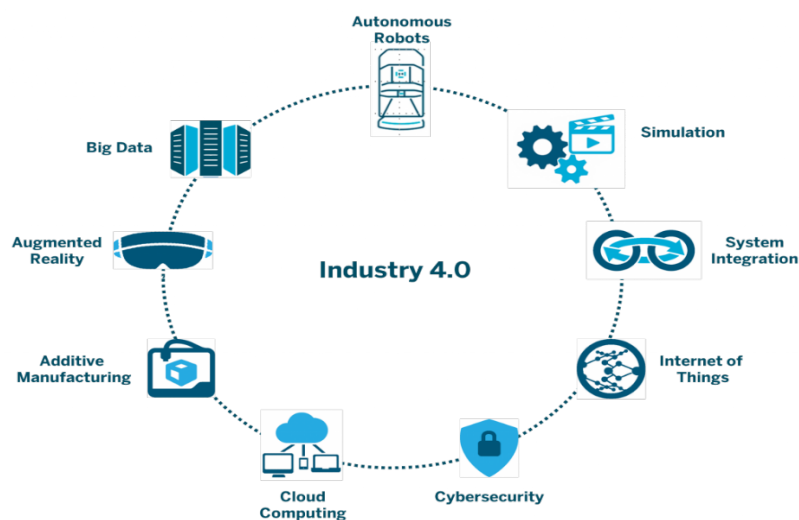 Autonomous
Robots
Simulation
System
Integration
Internet of
Things
Cybersecurity
Cloud
Computing
Additive
Manufacturing
Augmented
Reality
Big Data
Industry 4.0